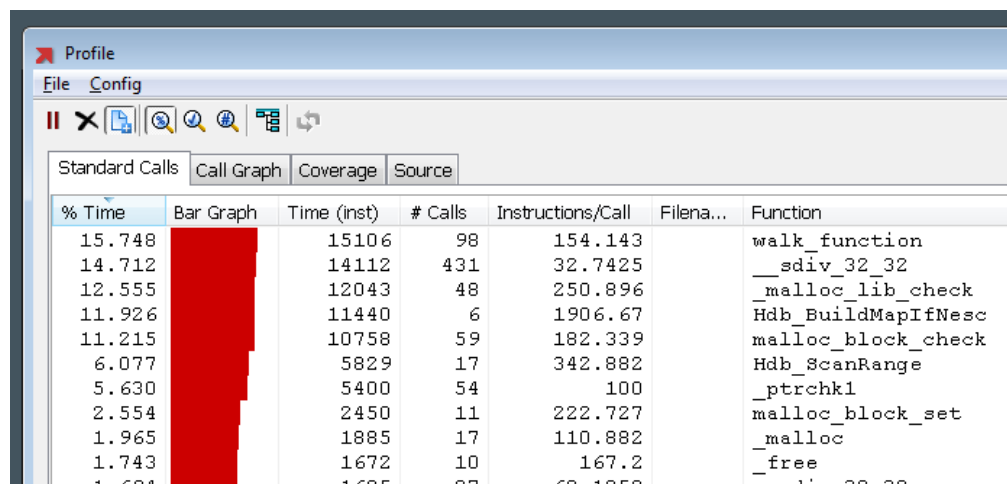 Profile
File Config
Standard Calls Call Graph Coverage Source
% Time Bar Graph Time (inst) # Calls Instructions/Call Filena... Function
15.748 15106 98 154.143 walk_function
14.712 14112 431 32.7425 __sdiv_32_32
12.555 12043 48 250.896 _malloc_lib_check
11.926 11440 6 1906.67 Hdb_BuildMapIfNesc
11.215 10758 59 182.339 malloc_block_check
6.077 5829 17 342.882 Hdb_ScanRange
5.630 5400 54 100 _ptrchk1
2.554 2450 11 222.727 malloc_block_set
1.965 1885 17 110.882 _malloc
1.743 1672 10 167.2 _free